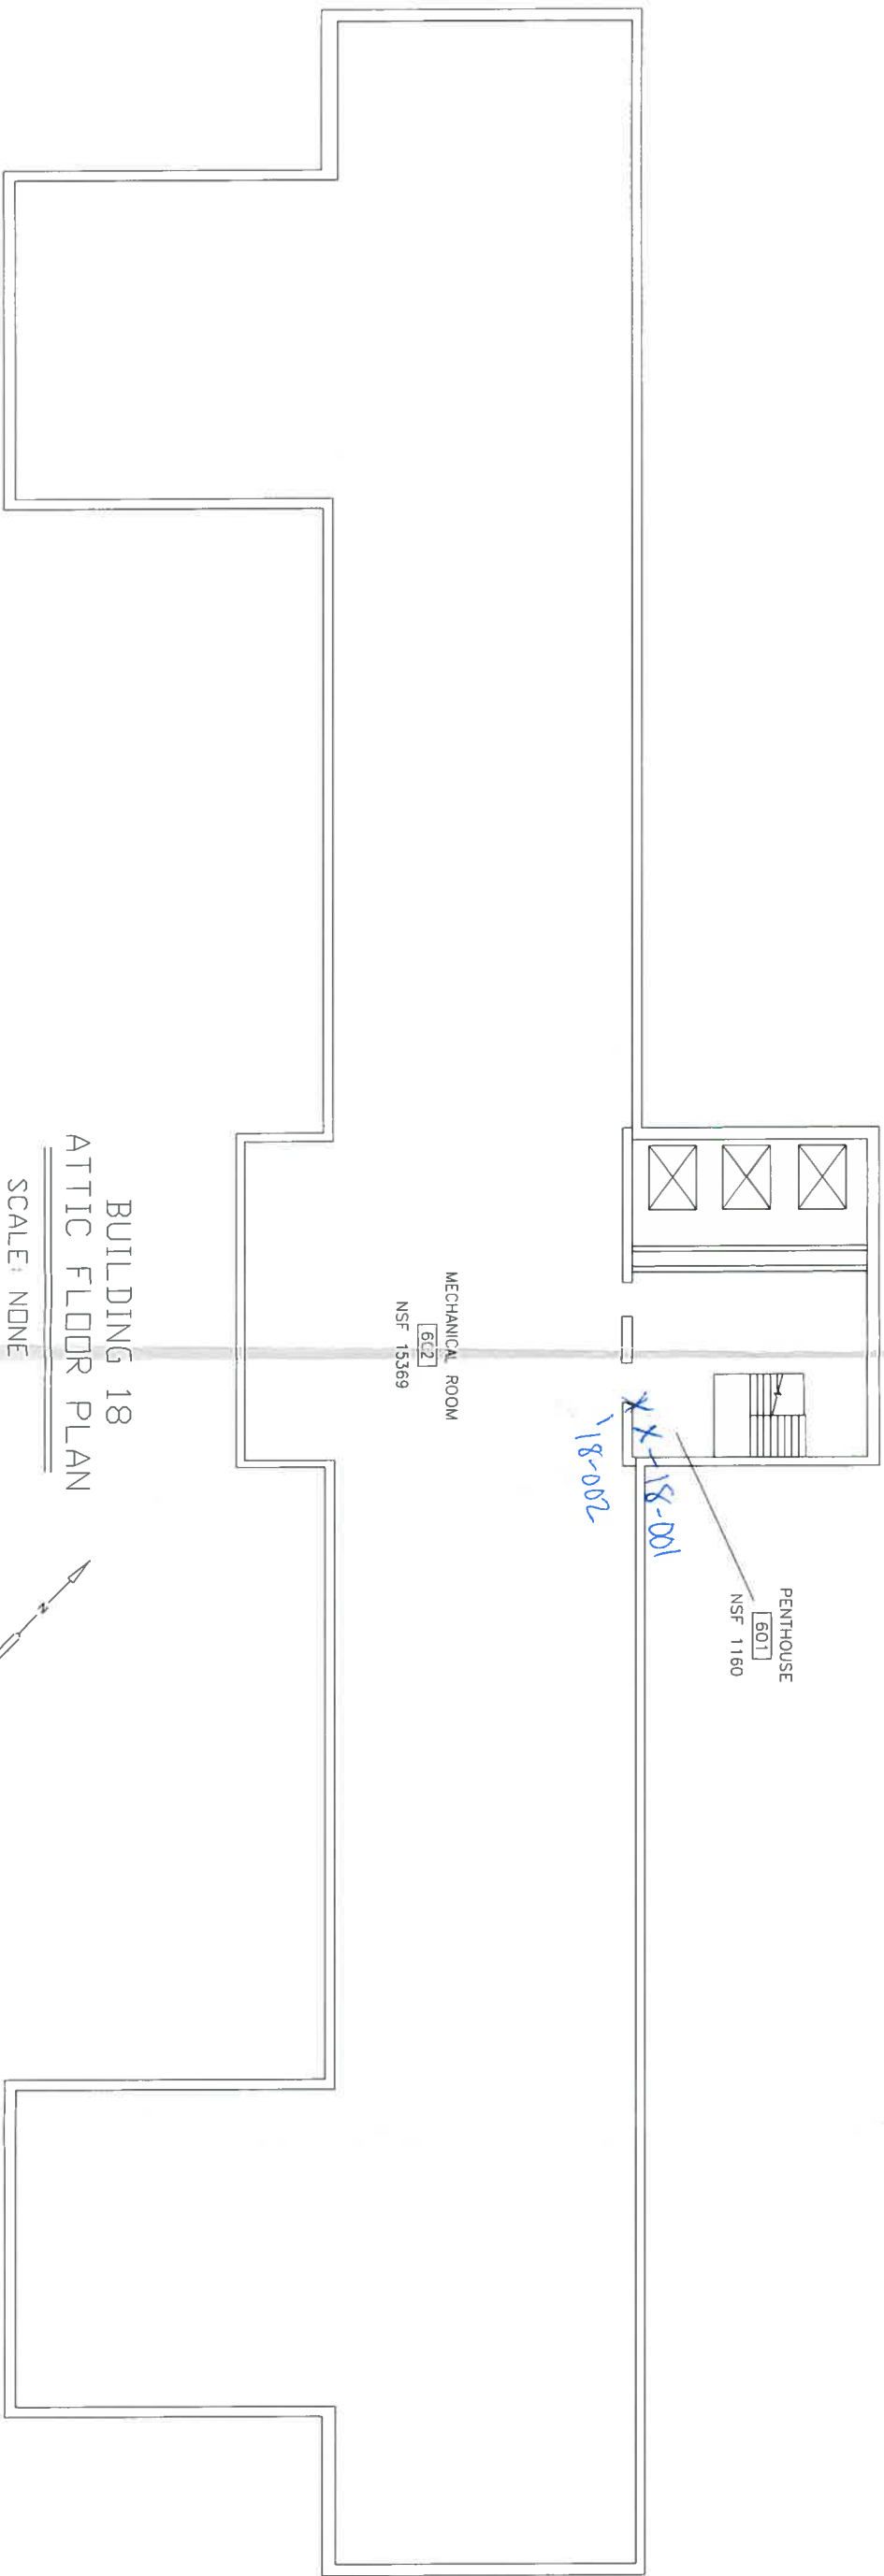 PENTHOUSE
601
NSF 1160
X X-18-001
18-002
MECHANICAL ROOM
602
NSF 15369
BUILDING 18
ATTIC FLOOR PLAN
SCALE: NONE
N